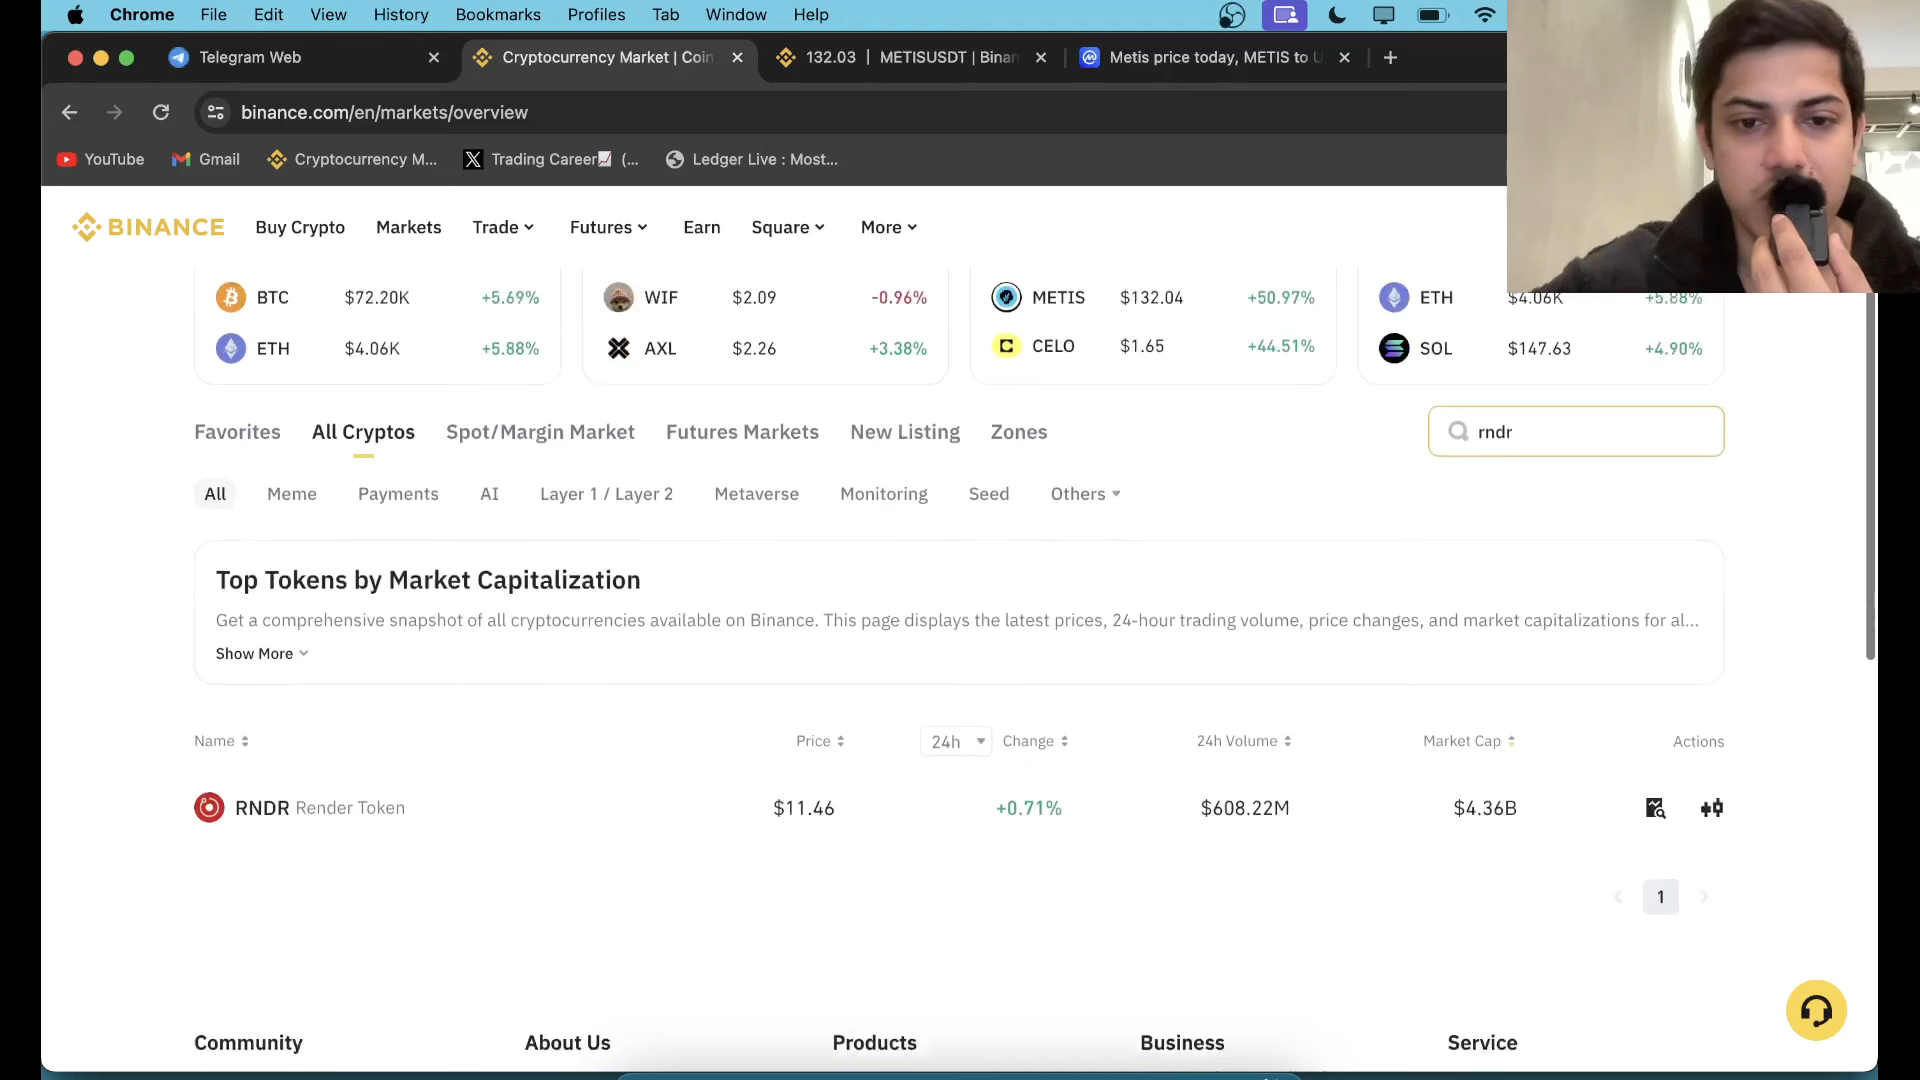 Chrome File Edit View History Bookmarks Profiles Tab Window Help
Telegram Web
Cryptocurrency Market | Coin
132.03 | METISUSDT | Binan
Metis price today, METIS to U
binance.com/en/markets/overview
YouTube Gmail Cryptocurrency M... Trading Career📈 (... Ledger Live : Most...
BINANCE Buy Crypto Markets Trade Futures Earn Square More
BTC $72.20K +5.69% WIF $2.09 -0.96% METIS $132.04 +50.97% ETH $4.06K +5.88%
ETH $4.06K +5.88% AXL $2.26 +3.38% CELO $1.65 +44.51% SOL $147.63 +4.90%
Favorites All Cryptos Spot/Margin Market Futures Markets New Listing Zones rndr
All Meme Payments AI Layer 1 / Layer 2 Metaverse Monitoring Seed Others
Top Tokens by Market Capitalization
Get a comprehensive snapshot of all cryptocurrencies available on Binance. This page displays the latest prices, 24-hour trading volume, price changes, and market capitalizations for al...
Show More
Name Price 24h Change 24h Volume Market Cap Actions
RNDR Render Token $11.46 +0.71% $608.22M $4.36B
1
Community About Us Products Business Service